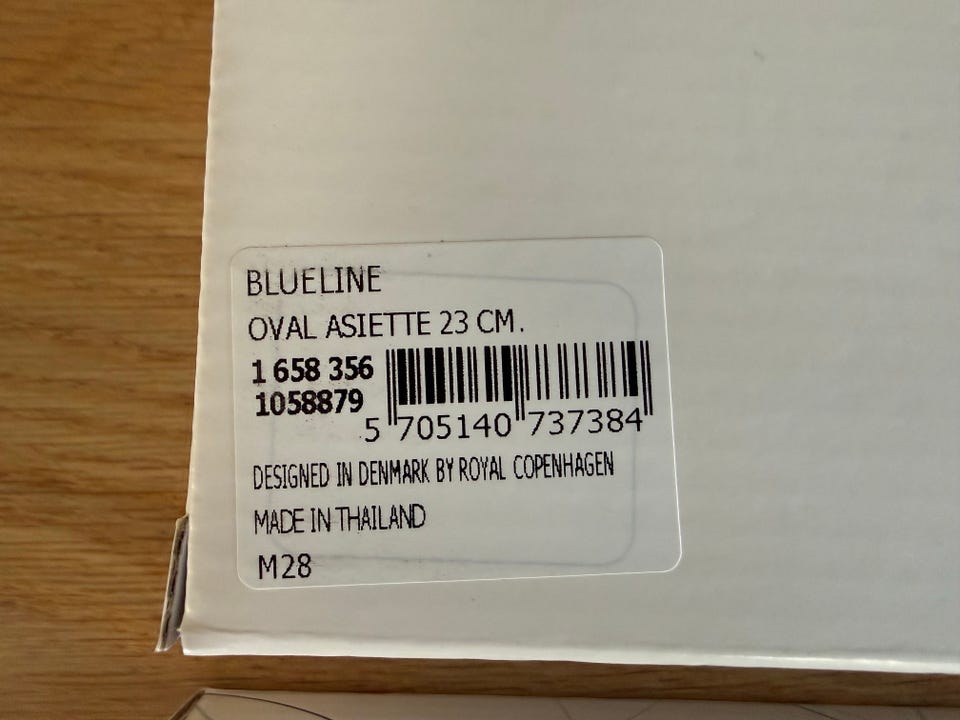 BLUELINE
OVAL ASIETTE 23 CM.
1 658 356
1058879
5 705140 737384
DESIGNED IN DENMARK BY ROYAL COPENHAGEN
MADE IN THAILAND
M28